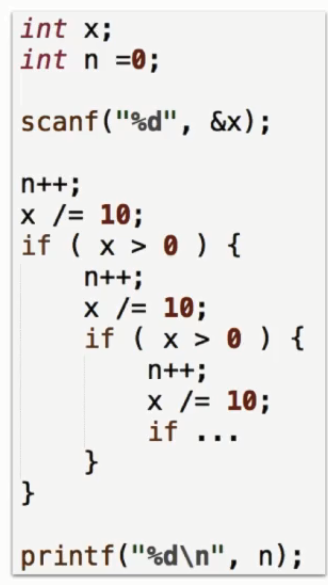 int x;
int n =0;
scanf("%d", &x);
n++;
x /= 10;
if ( x > 0 ) {
n++;
x /= 10;
if ( x > 0 ) {
n++;
x /= 10;
if ...
}
}
printf("%d\n", n);